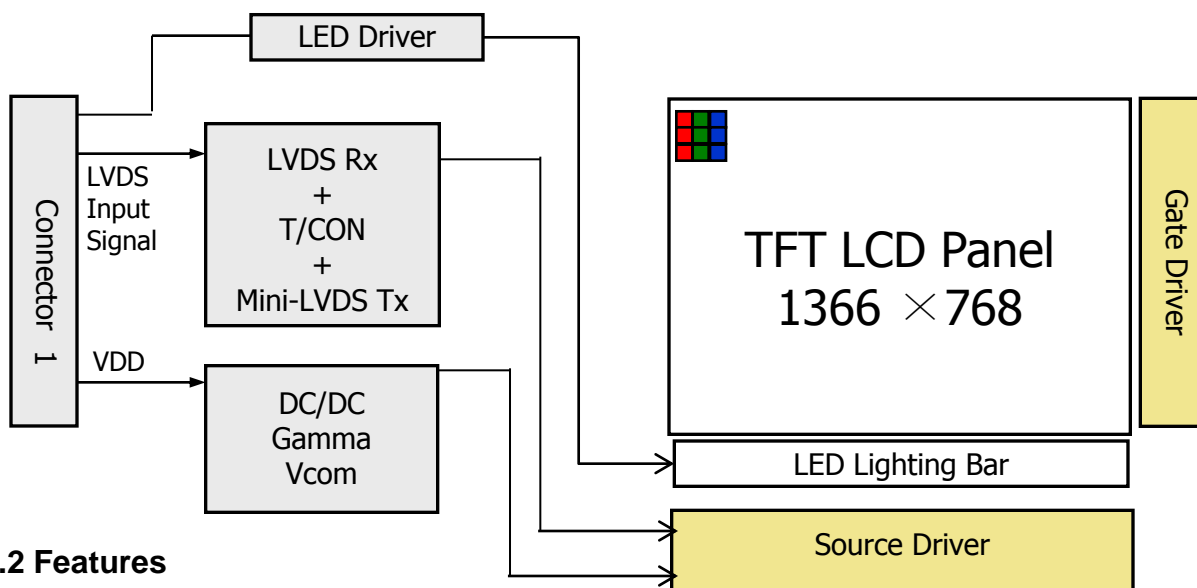 LED Driver
Connector 1
LVDS
Input
Signal
LVDS Rx
+
T/CON
+
Mini-LVDS Tx
VDD
DC/DC
Gamma
Vcom
TFT LCD Panel
1366 ×768
Gate Driver
LED Lighting Bar
Source Driver
.2 Features